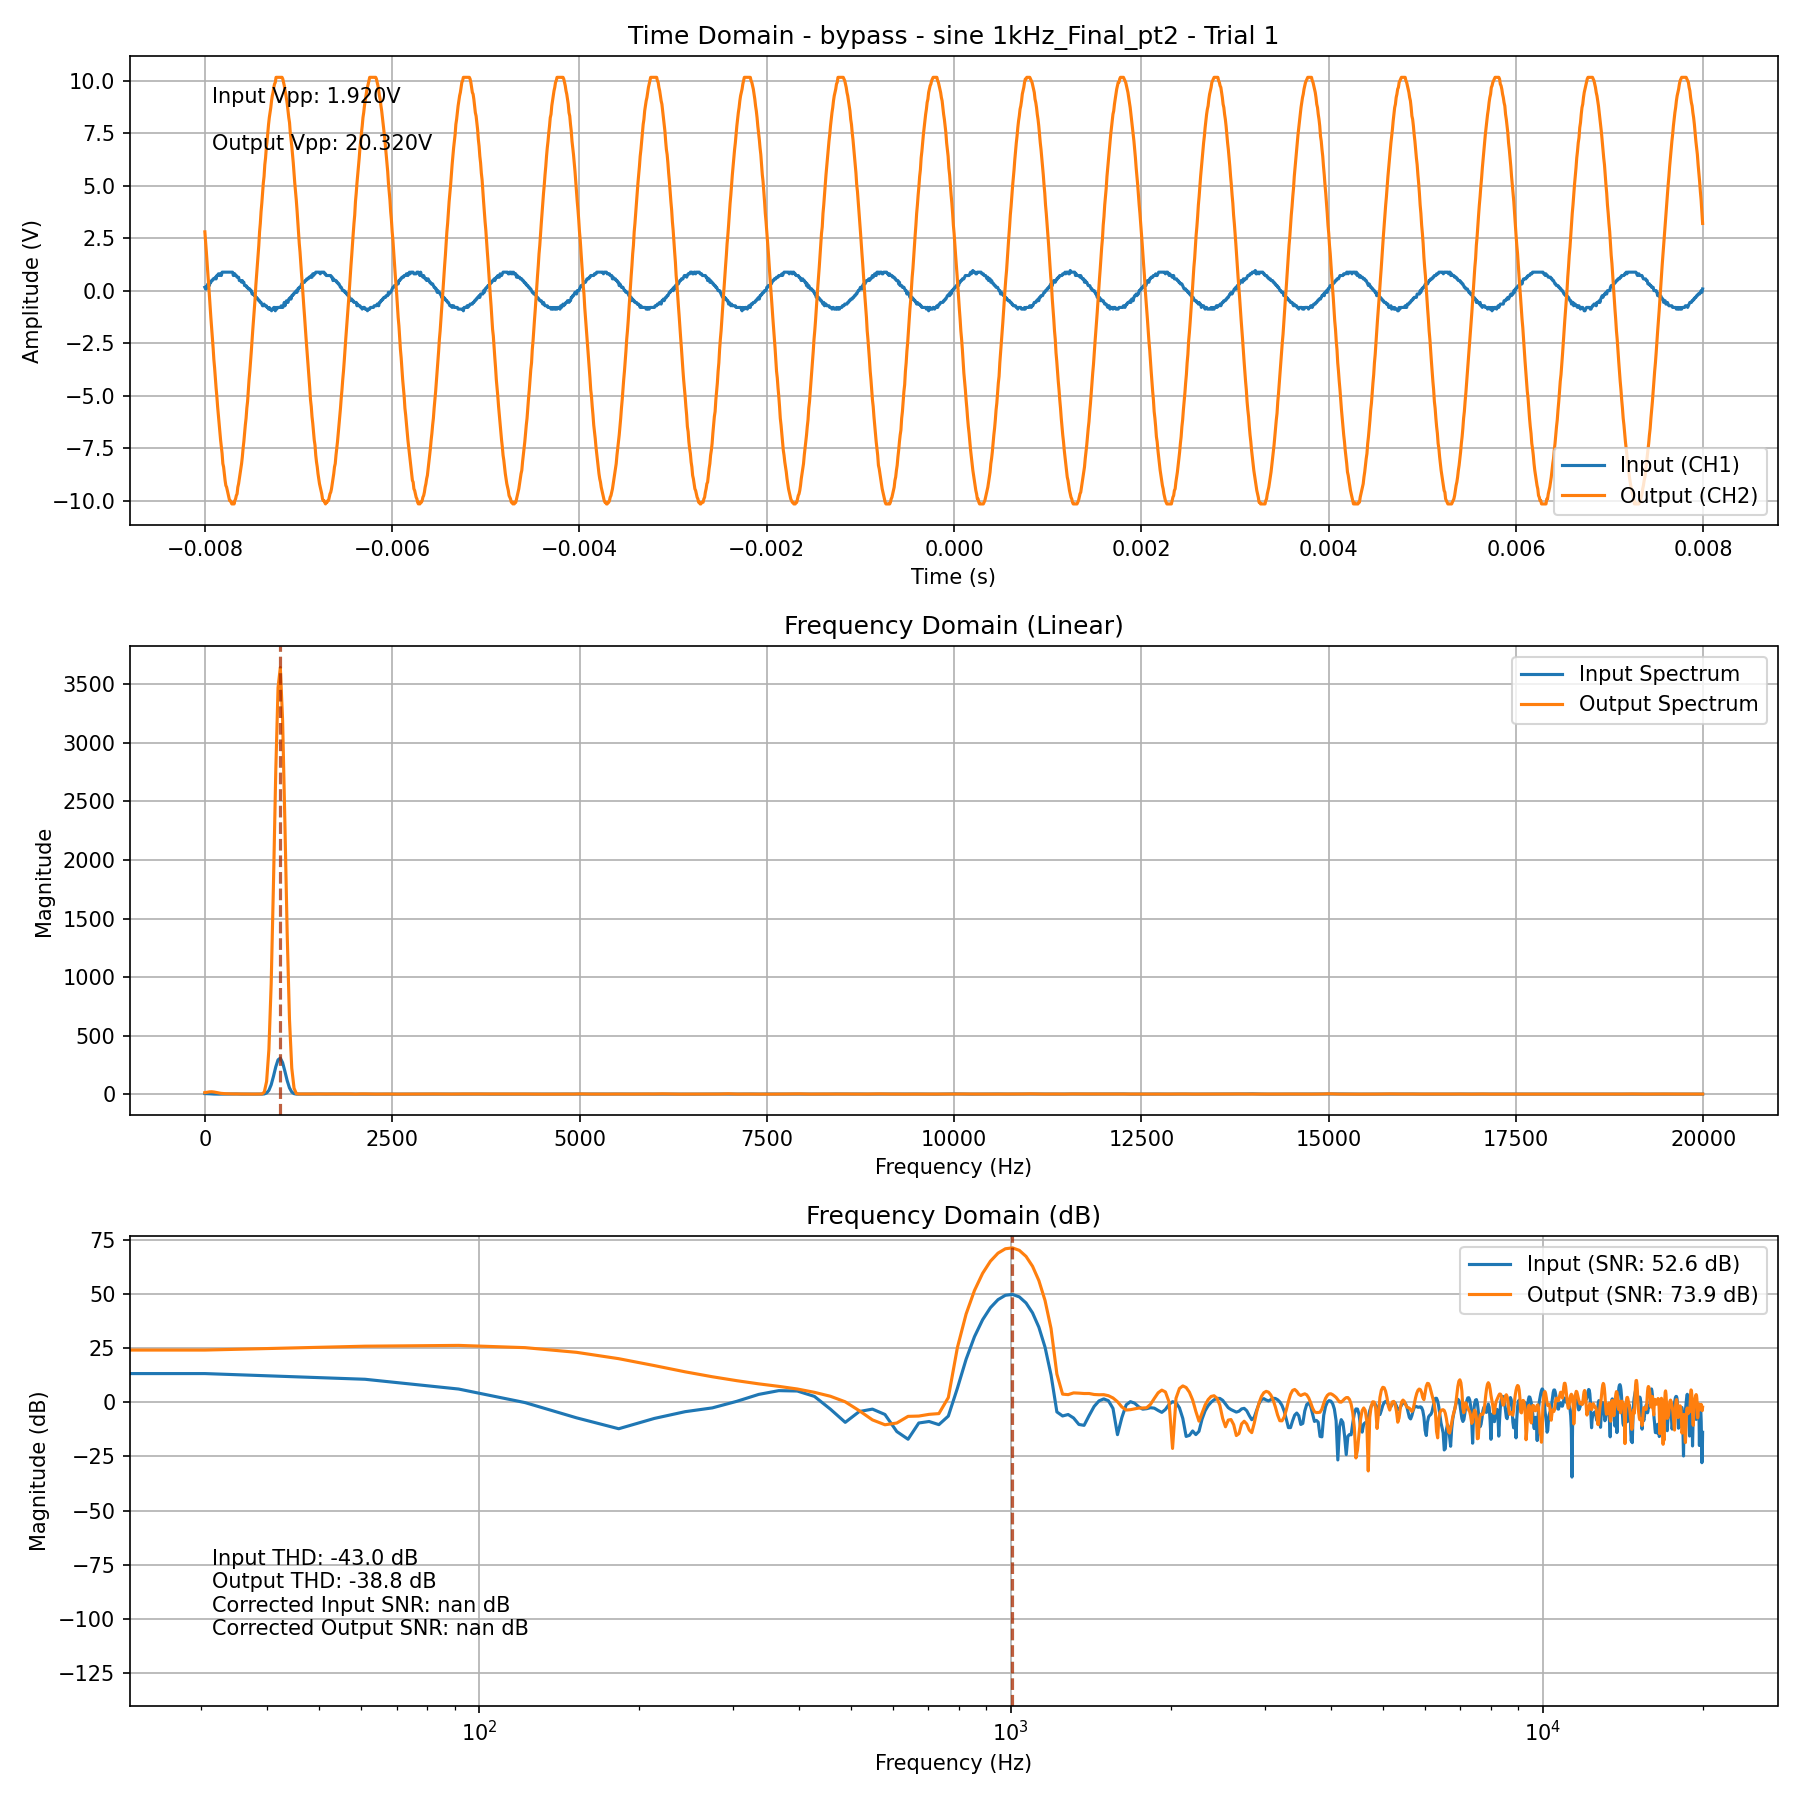 Time Domain - bypass - sine 1kHz_Final_pt2 - Trial 1
Amplitude (V)
10.0
7.5
5.0
2.5
0.0
−2.5
−5.0
−7.5
−10.0
Input Vpp: 1.920V
Output Vpp: 20.320V
Input (CH1)
Output (CH2)
−0.008 −0.006 −0.004 −0.002 0.000 0.002 0.004 0.006 0.008
Time (s)
Frequency Domain (Linear)
Magnitude
3500
3000
2500
2000
1500
1000
500
0
Input Spectrum
Output Spectrum
0 2500 5000 7500 10000 12500 15000 17500 20000
Frequency (Hz)
Frequency Domain (dB)
Magnitude (dB)
75
50
25
0
−25
−50
−75
−100
−125
Input (SNR: 52.6 dB)
Output (SNR: 73.9 dB)
Input THD: -43.0 dB
Output THD: -38.8 dB
Corrected Input SNR: nan dB
Corrected Output SNR: nan dB
10² 10³ 10⁴
Frequency (Hz)